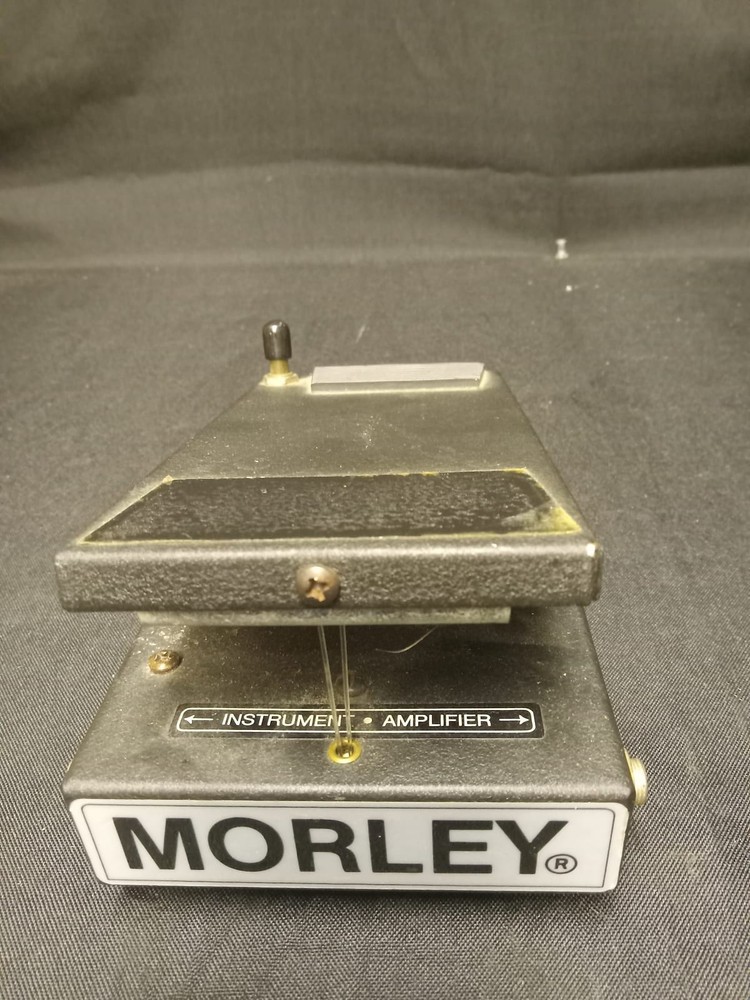 ← INSTRUMENT • AMPLIFIER →
MORLEY®